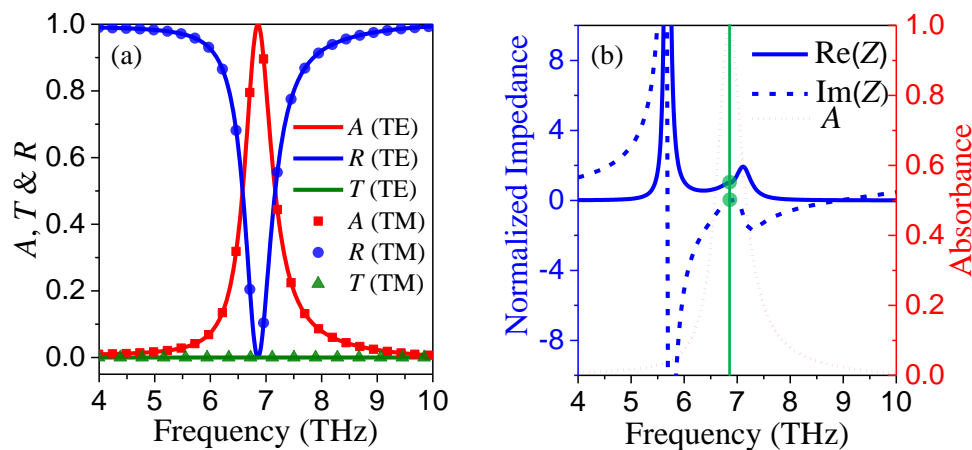 (a)
A, T & R
1.0
0.8
0.6
0.4
0.2
0.0
A (TE)
R (TE)
T (TE)
A (TM)
R (TM)
T (TM)
4 5 6 7 8 9 10
Frequency (THz)
(b)
Normalized Impedance
8
4
0
-4
-8
Re(Z)
Im(Z)
A
1.0
0.8
0.6
0.4
0.2
0.0
Absorbance
4 5 6 7 8 9 10
Frequency (THz)